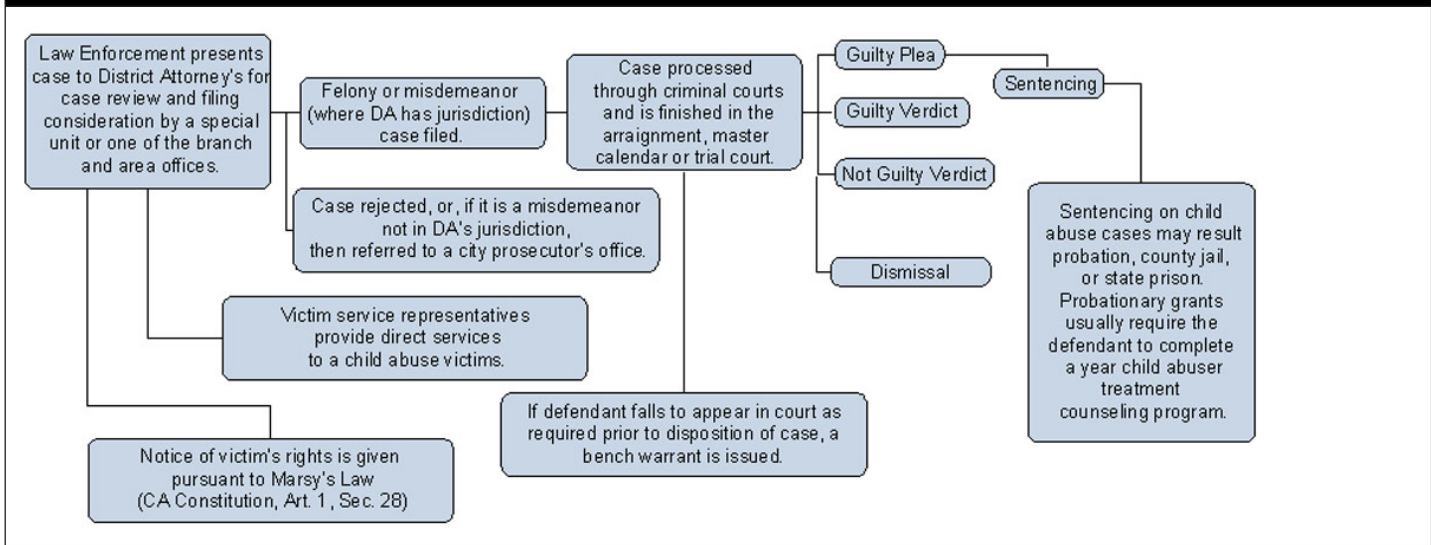 Law Enforcement presents
case to District Attorney's for
case review and filing
consideration by a special
unit or one of the branch
and area offices.
Felony or misdemeanor
(where DA has jurisdiction)
case filed.
Case rejected, or, if it is a misdemeanor
not in DA's jurisdiction,
then referred to a city prosecutor's office.
Victim service representatives
provide direct services
to a child abuse victims.
Notice of victim's rights is given
pursuant to Marsy's Law
(CA Constitution, Art. 1, Sec. 28)
Case processed
through criminal courts
and is finished in the
arraignment, master
calendar or trial court.
If defendant falls to appear in court as
required prior to disposition of case, a
bench warrant is issued.
Guilty Plea
Guilty Verdict
Not Guilty Verdict
Dismissal
Sentencing
Sentencing on child
abuse cases may result
probation, county jail,
or state prison.
Probationary grants
usually require the
defendant to complete
a year child abuser
treatment
counseling program.